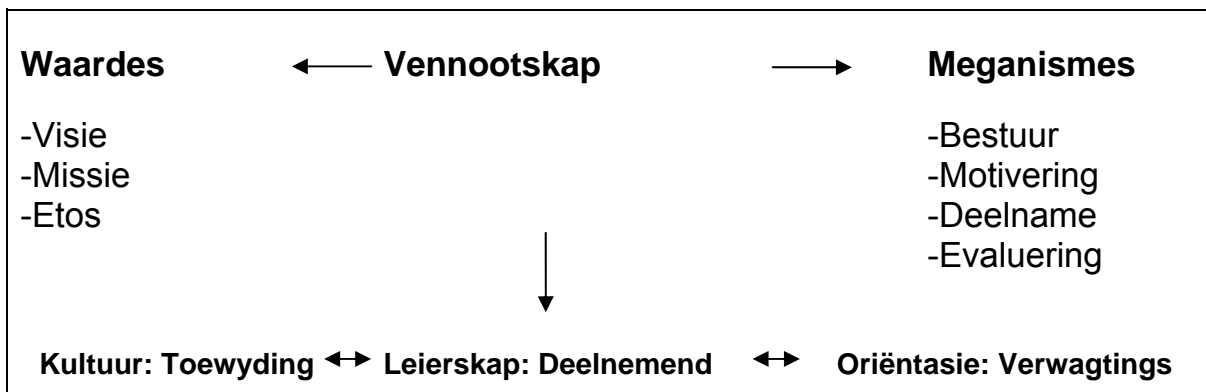 Waardes Vennootskap Meganismes
-Visie -Bestuur
-Missie -Motivering
-Etos -Deelname
-Evaluering
Kultuur: Toewyding Leierskap: Deelnemend Oriëntasie: Verwagtings